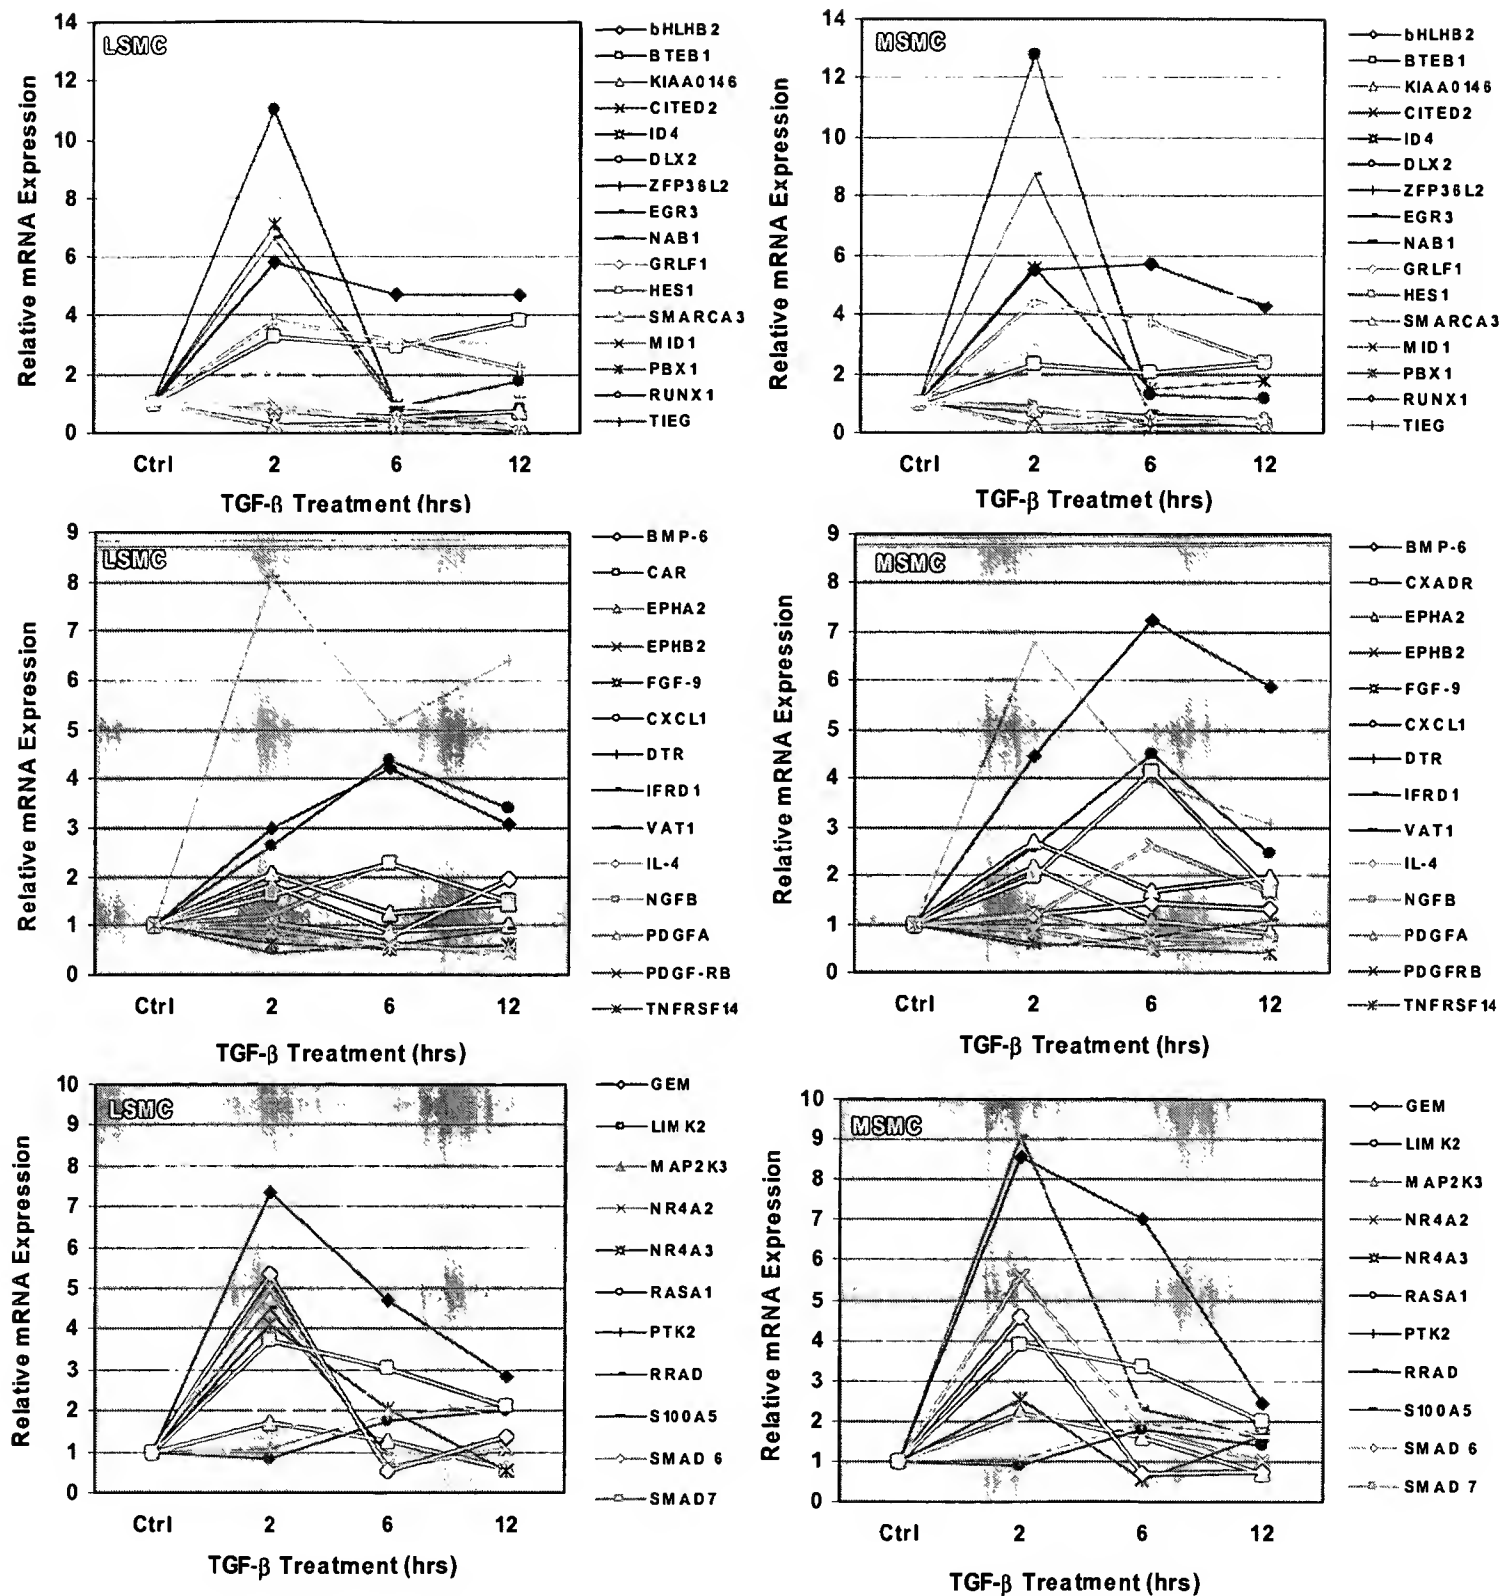 LSMC
Relative mRNA Expression
14
12
10
8
6
4
2
0
Ctrl
2
6
12
TGF-β Treatment (hrs)
bHLHB2
BTEB1
KIAA0146
CITED2
ID4
DLX2
ZFP36L2
EGR3
NAB1
GRLF1
HES1
SMARCA3
MID1
PBX1
RUNX1
TIEG
MSMC
Relative mRNA Expression
14
12
10
8
6
4
2
0
Ctrl
2
6
12
TGF-β Treatmet (hrs)
bHLHB2
BTEB1
KIAA0146
CITED2
ID4
DLX2
ZFP36L2
EGR3
NAB1
GRLF1
HES1
SMARCA3
MID1
PBX1
RUNX1
TIEG
LSMC
Relative mRNA Expression
9
8
7
6
5
4
3
2
1
0
Ctrl
2
6
12
TGF-β Treatment (hrs)
BMP-6
CAR
EPHA2
EPHB2
FGF-9
CXCL1
DTR
IFRD1
VAT1
IL-4
NGFB
PDGFA
PDGF-RB
TNFRSF14
MSMC
Relative mRNA Expression
9
8
7
6
5
4
3
2
1
0
Ctrl
2
6
12
TGF-β Treatment (hrs)
BMP-6
CXADR
EPHA2
EPHB2
FGF-9
CXCL1
DTR
IFRD1
VAT1
IL-4
NGFB
PDGFA
PDGFRB
TNFRSF14
LSMC
Relative mRNA Expression
10
9
8
7
6
5
4
3
2
1
0
Ctrl
2
6
12
TGF-β Treatment (hrs)
GEM
LIMK2
MAP2K3
NR4A2
NR4A3
RASA1
PTK2
RRAD
S100A5
SMAD 6
SMAD7
MSMC
Relative mRNA Expression
10
9
8
7
6
5
4
3
2
1
0
Ctrl
2
6
12
TGF-β Treatment (hrs)
GEM
LIMK2
MAP2K3
NR4A2
NR4A3
RASA1
PTK2
RRAD
S100A5
SMAD 6
SMAD 7